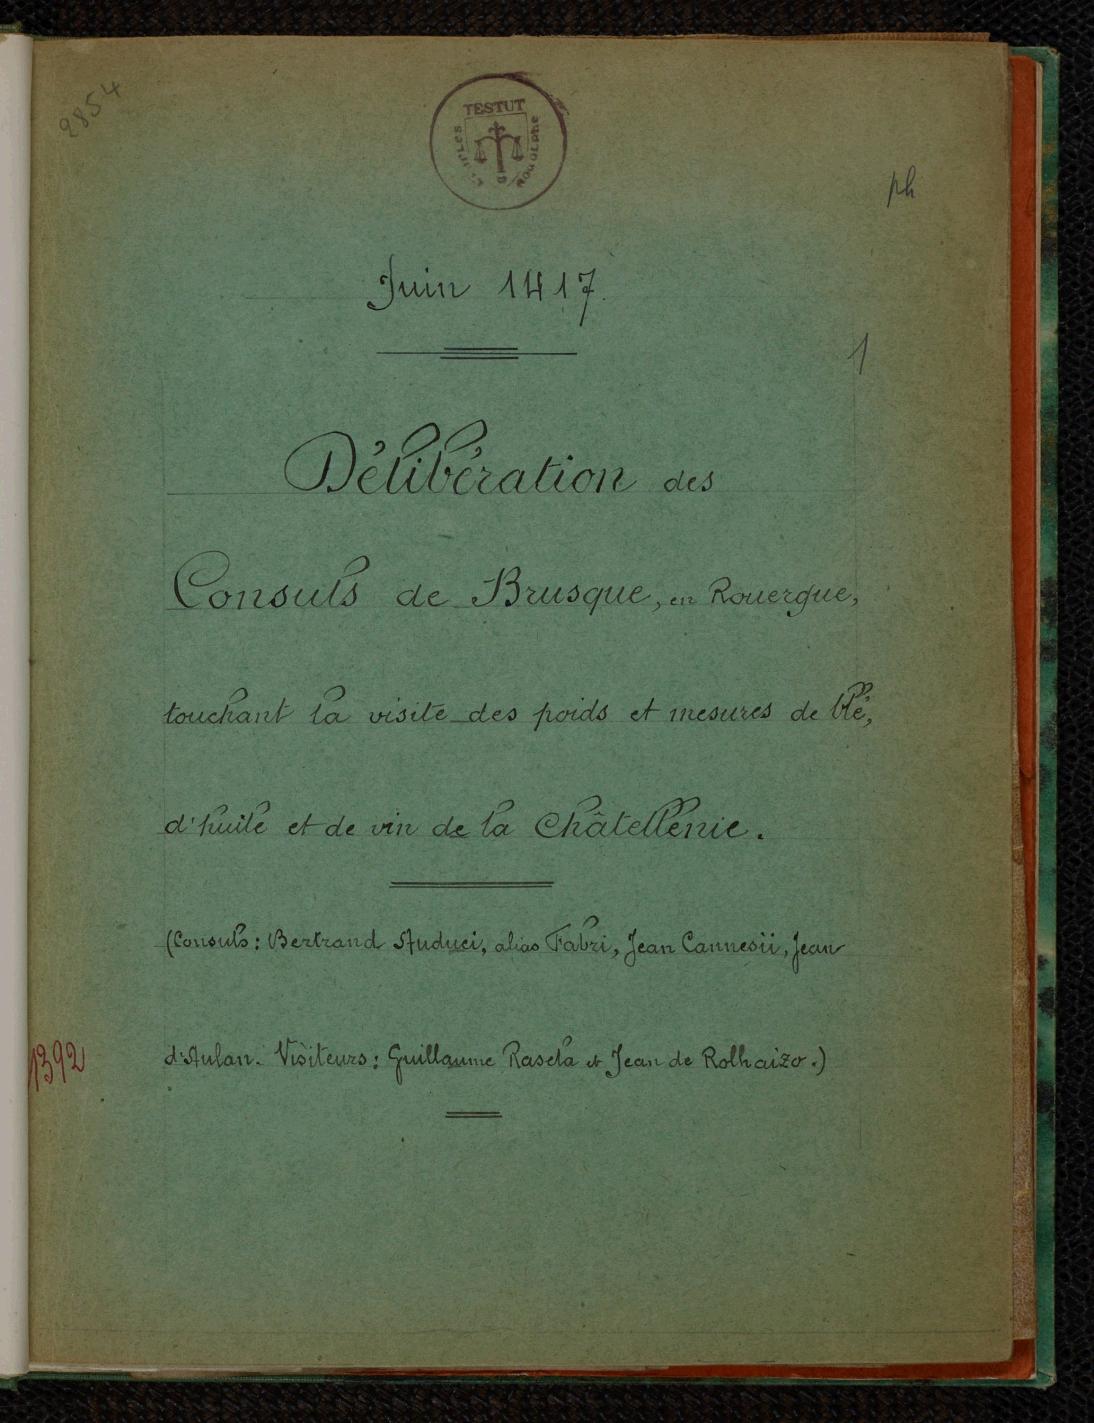 2854
TESTUT
ph
Juin 1417.
1
Délibération des
Consuls de Brusque, en Rouergue,
touchant la visite des poids et mesures de blé,
d'huile et de vin de la Châtellenie.
(Consuls: Bertrand Auduci, alias Fabri, Jean Cannesii, Jean
d'Aulan. Visiteurs: Guillaume Rasela et Jean de Rolhaizo.)
1392